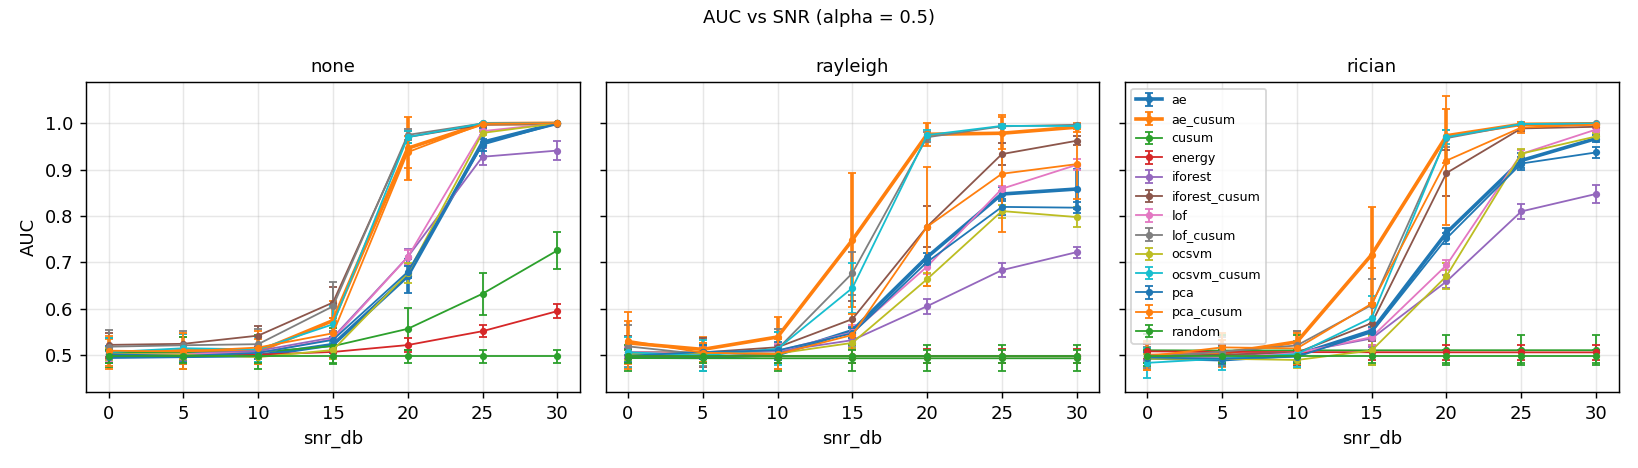 AUC vs SNR (alpha = 0.5)
none
rayleigh
rician
AUC
1.0
0.9
0.8
0.7
0.6
0.5
ae
ae_cusum
cusum
energy
iforest
iforest_cusum
lof
lof_cusum
ocsvm
ocsvm_cusum
pca
pca_cusum
random
0 5 10 15 20 25 30
0 5 10 15 20 25 30
0 5 10 15 20 25 30
snr_db
snr_db
snr_db